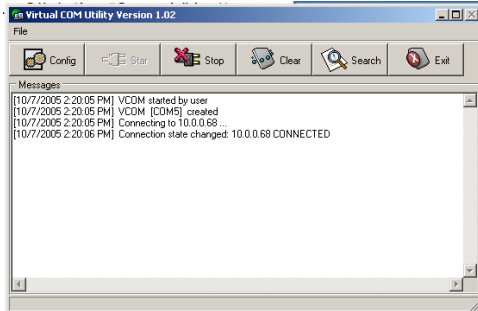 Virtual COM Utility Version 1.02
File
Config Star Stop Clear Search Exit
Messages
[10/7/2005 2:20:05 PM] VCOM started by user
[10/7/2005 2:20:05 PM] VCOM [COM5] created
[10/7/2005 2:20:05 PM] Connecting to 10.0.0.68 ...
[10/7/2005 2:20:06 PM] Connection state changed: 10.0.0.68 CONNECTED